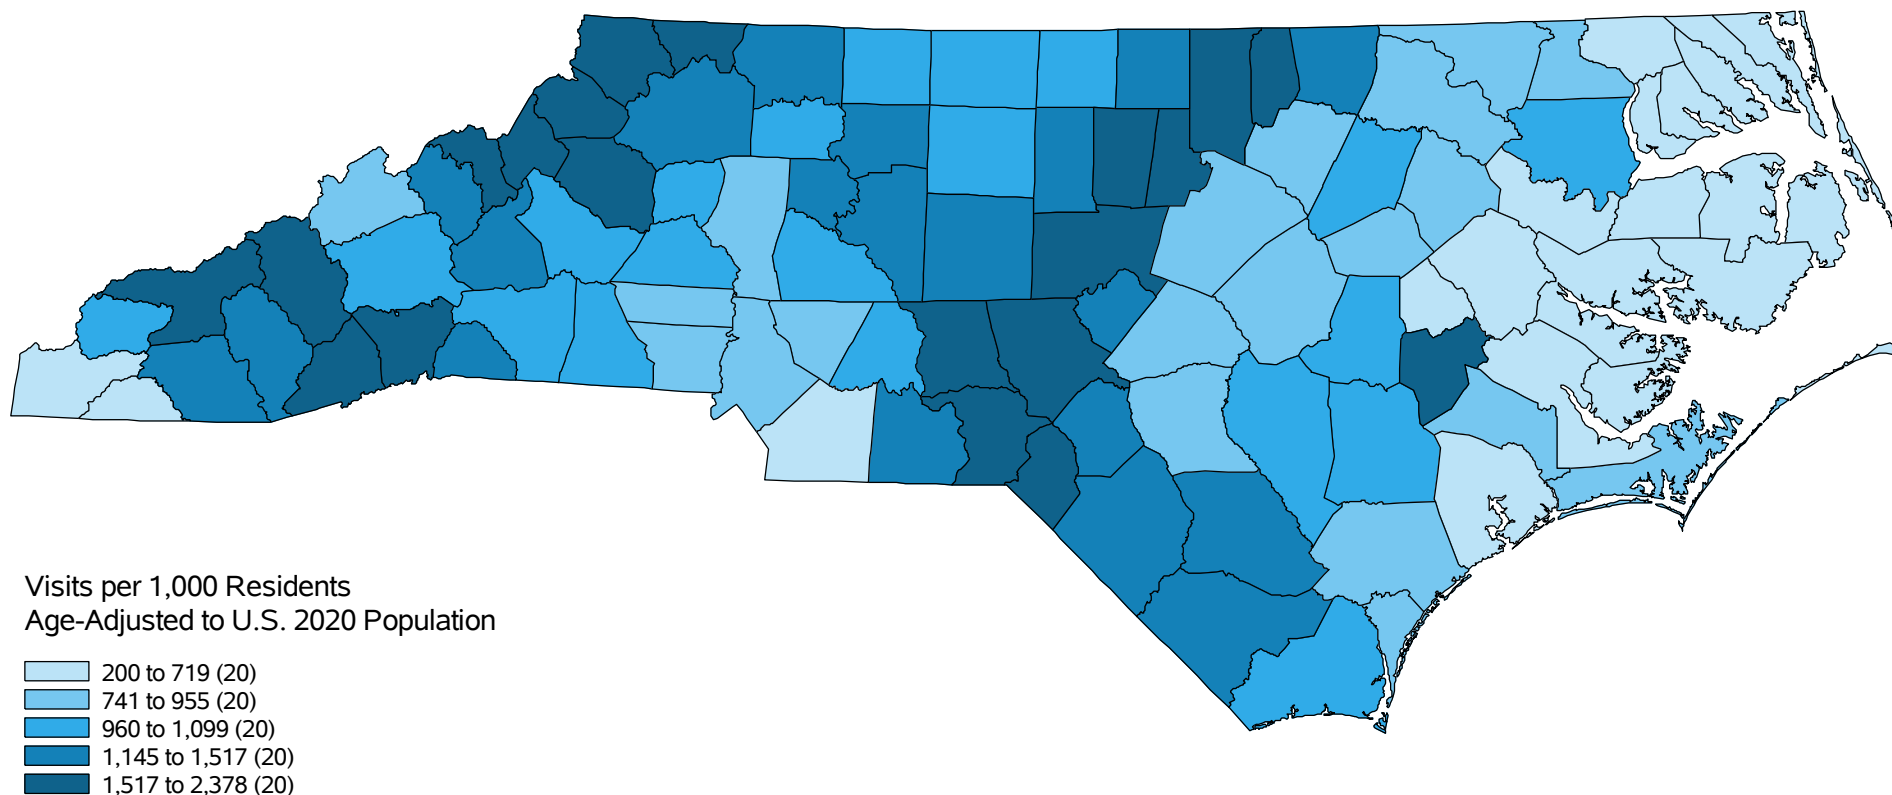 Visits per 1,000 Residents
Age-Adjusted to U.S. 2020 Population
200 to 719 (20)
741 to 955 (20)
960 to 1,099 (20)
1,145 to 1,517 (20)
1,517 to 2,378 (20)